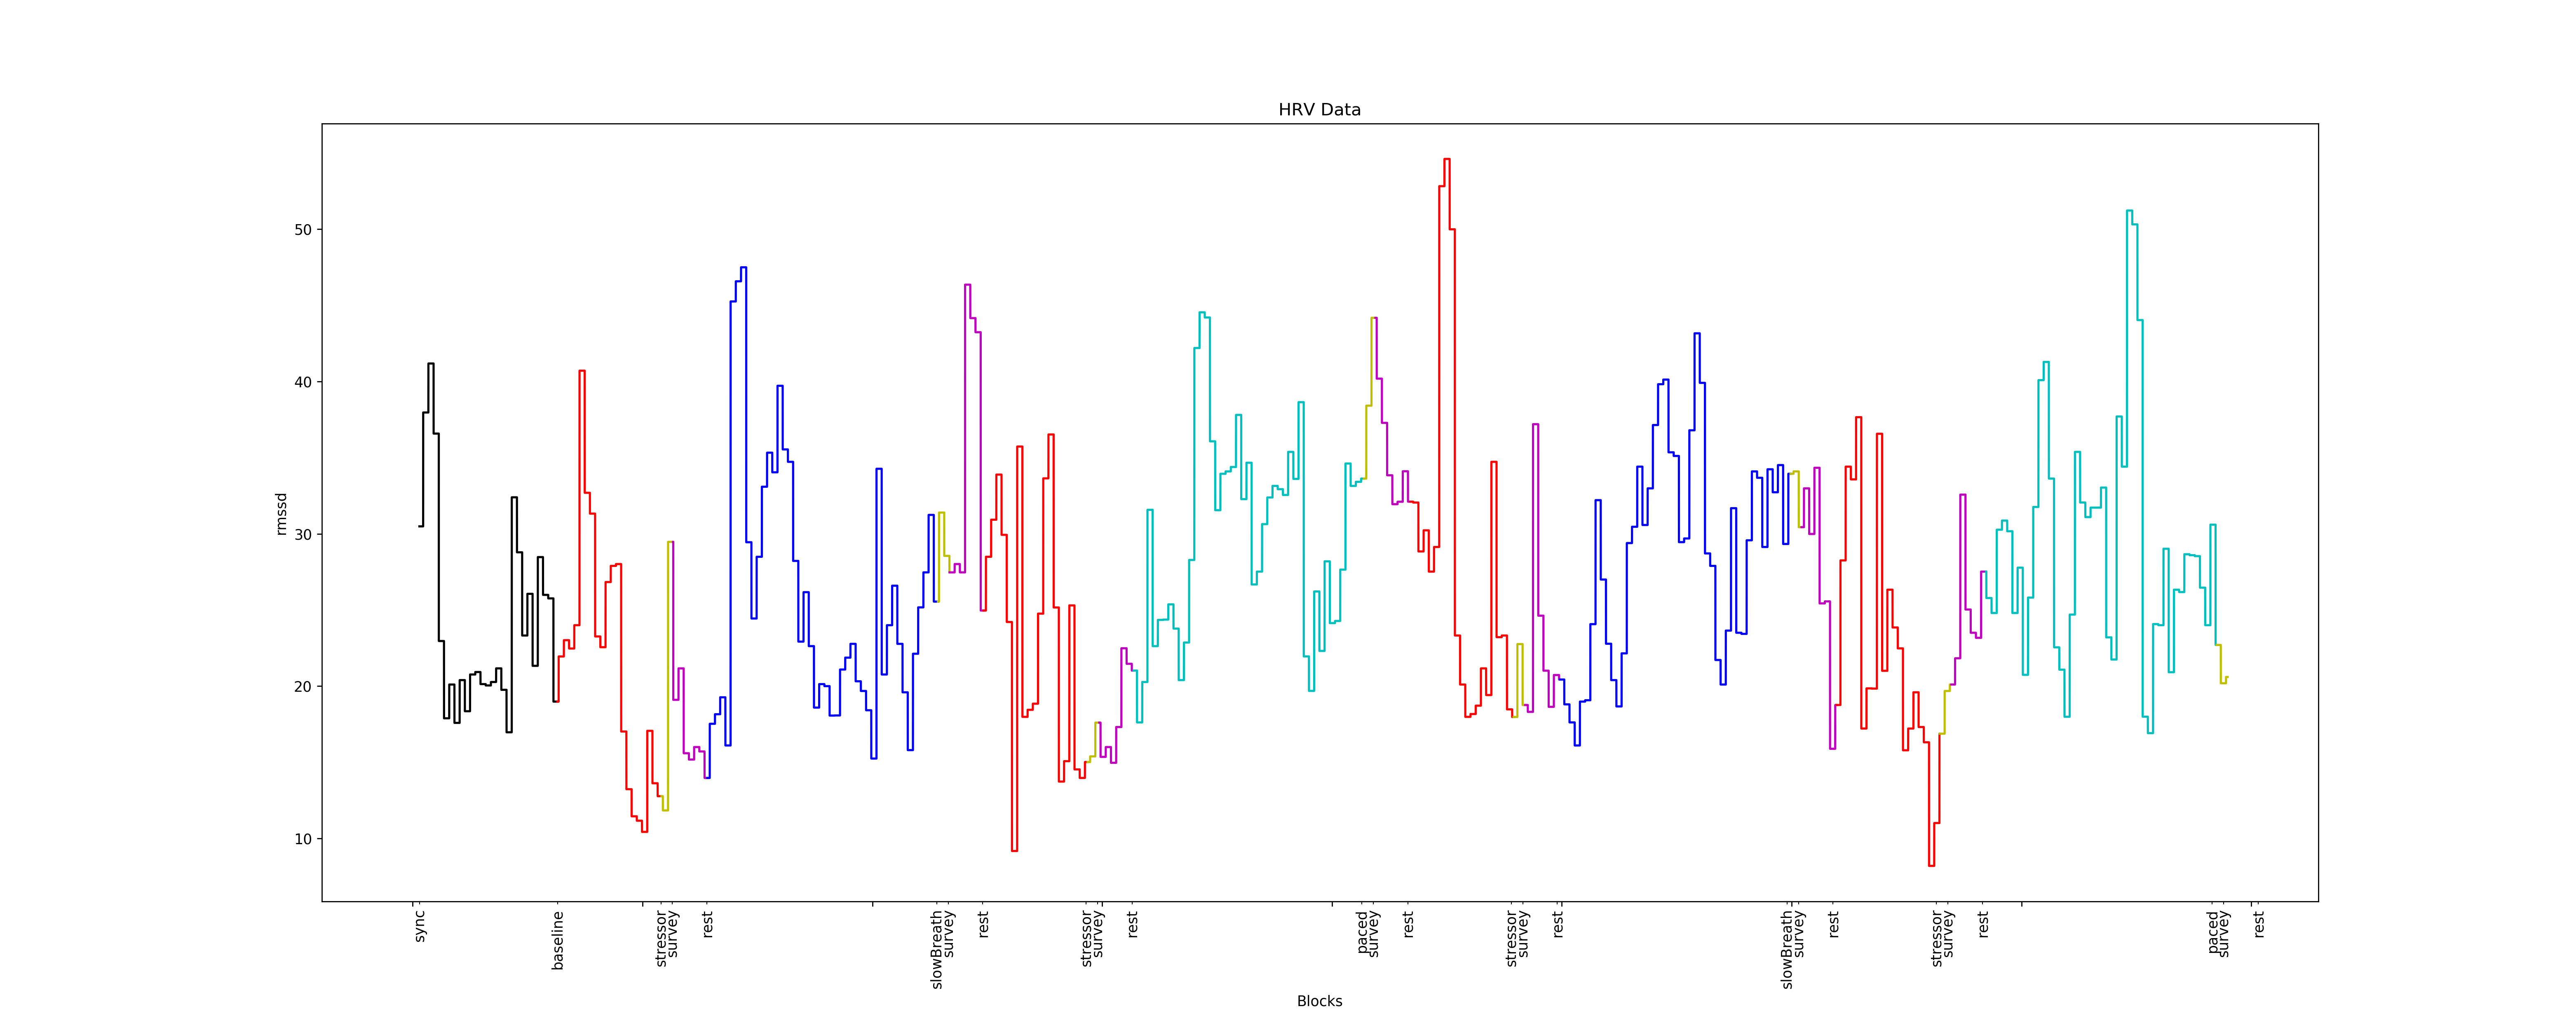 HRV Data
rmssd
50
40
30
20
10
sync
baseline
stressor
survey
rest
slowBreath
survey
rest
stressor
survey
rest
paced
survey
rest
stressor
survey
rest
slowBreath
survey
rest
stressor
survey
rest
paced
survey
rest
Blocks